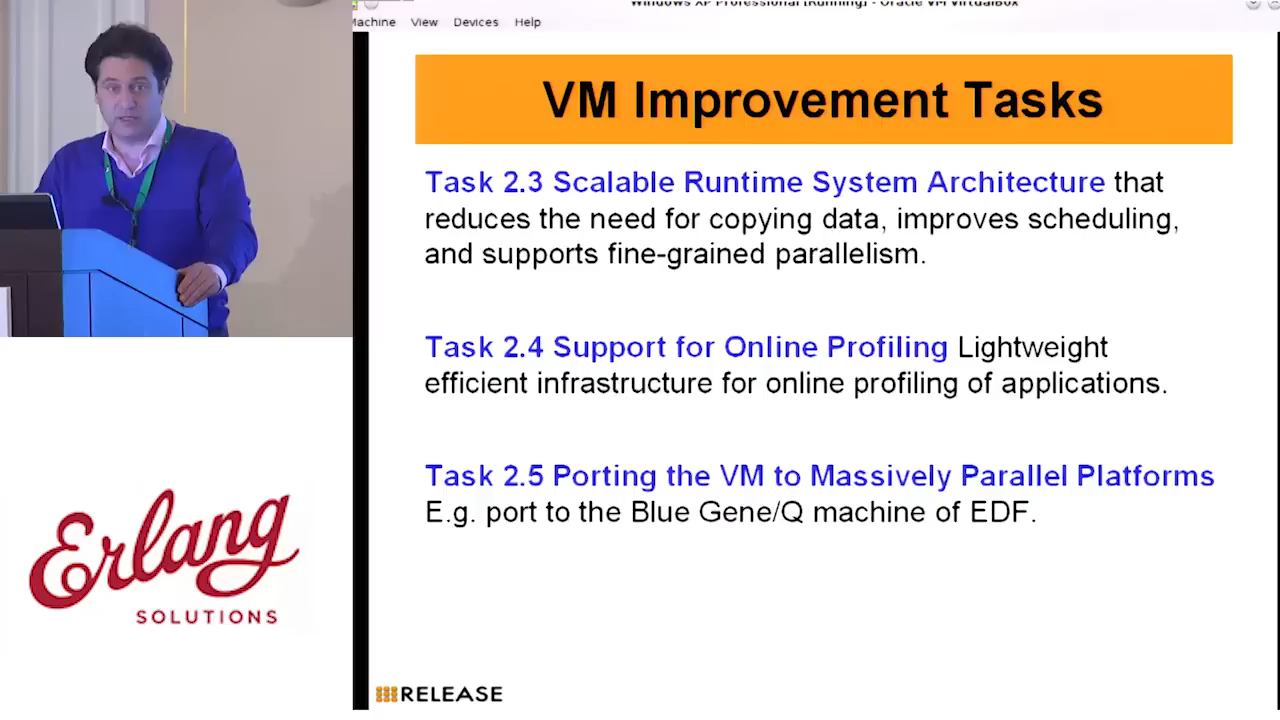 Windows XP Professional [Running] - Oracle VM VirtualBox
Machine View Devices Help
VM Improvement Tasks
Task 2.3 Scalable Runtime System Architecture that
reduces the need for copying data, improves scheduling,
and supports fine-grained parallelism.
Task 2.4 Support for Online Profiling Lightweight
efficient infrastructure for online profiling of applications.
Task 2.5 Porting the VM to Massively Parallel Platforms
E.g. port to the Blue Gene/Q machine of EDF.
Erlang
SOLUTIONS
RELEASE